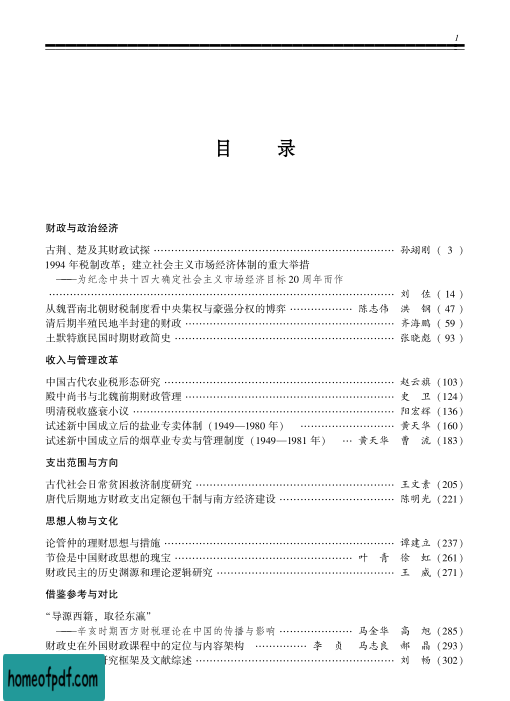 1
目 录
财政与政治经济
古荆、楚及其财政试探 …………………………………………………………… 孙翊刚 ( 3 )
1994 年税制改革：建立社会主义市场经济体制的重大举措
——为纪念中共十四大确定社会主义市场经济目标 20 周年而作
…………………………………………………………………………………… 刘 佐 ( 14 )
从魏晋南北朝财税制度看中央集权与豪强分权的博弈 ……………… 陈志伟 洪 钢 ( 47 )
清后期半殖民地半封建的财政 …………………………………………………… 齐海鹏 ( 59 )
土默特旗民国时期财政简史 ……………………………………………………… 张晓彪 ( 93 )
收入与管理改革
中国古代农业税形态研究 ………………………………………………………… 赵云旗 (103)
殿中尚书与北魏前期财政管理 …………………………………………………… 史 卫 (124)
明清税收盛衰小议 ………………………………………………………………… 阳宏辉 (136)
试述新中国成立后的盐业专卖体制（1949—1980 年） ……………………… 黄天华 (160)
试述新中国成立后的烟草业专卖与管理制度（1949—1981 年） … 黄天华 曹 流 (183)
支出范围与方向
古代社会日常贫困救济制度研究 ………………………………………………… 王文素 (205)
唐代后期地方财政支出定额包干制与南方经济建设 …………………………… 陈明光 (221)
思想人物与文化
论管仲的理财思想与措施 ………………………………………………………… 谭建立 (237)
节俭是中国财政思想的瑰宝 …………………………………………… 叶 青 徐 虹 (261)
财政民主的历史渊源和理论逻辑研究 …………………………………………… 王 威 (271)
借鉴参考与对比
“导源西籍，取径东瀛”
——辛亥时期西方财税理论在中国的传播与影响 ………………… 马金华 高 旭 (285)
财政史在外国财政课程中的定位与内容架构 …………… 李 贞 马志良 郝 晶 (293)
研究框架及文献综述 ……………………………………………………… 刘 畅 (302)
homeofpdf.com